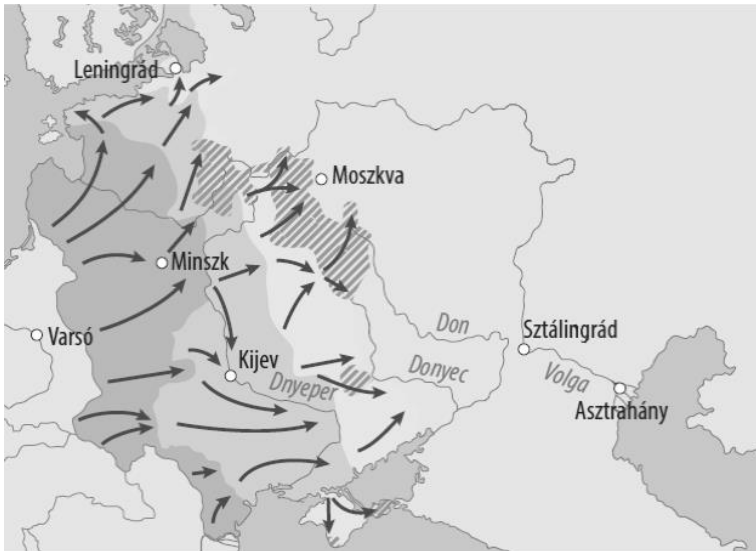 Leningrád
Moszkva
Minszk
Varsó
Kijev
Dnyeper
Don
Donyec
Sztálingrád
Volga
Asztrahány